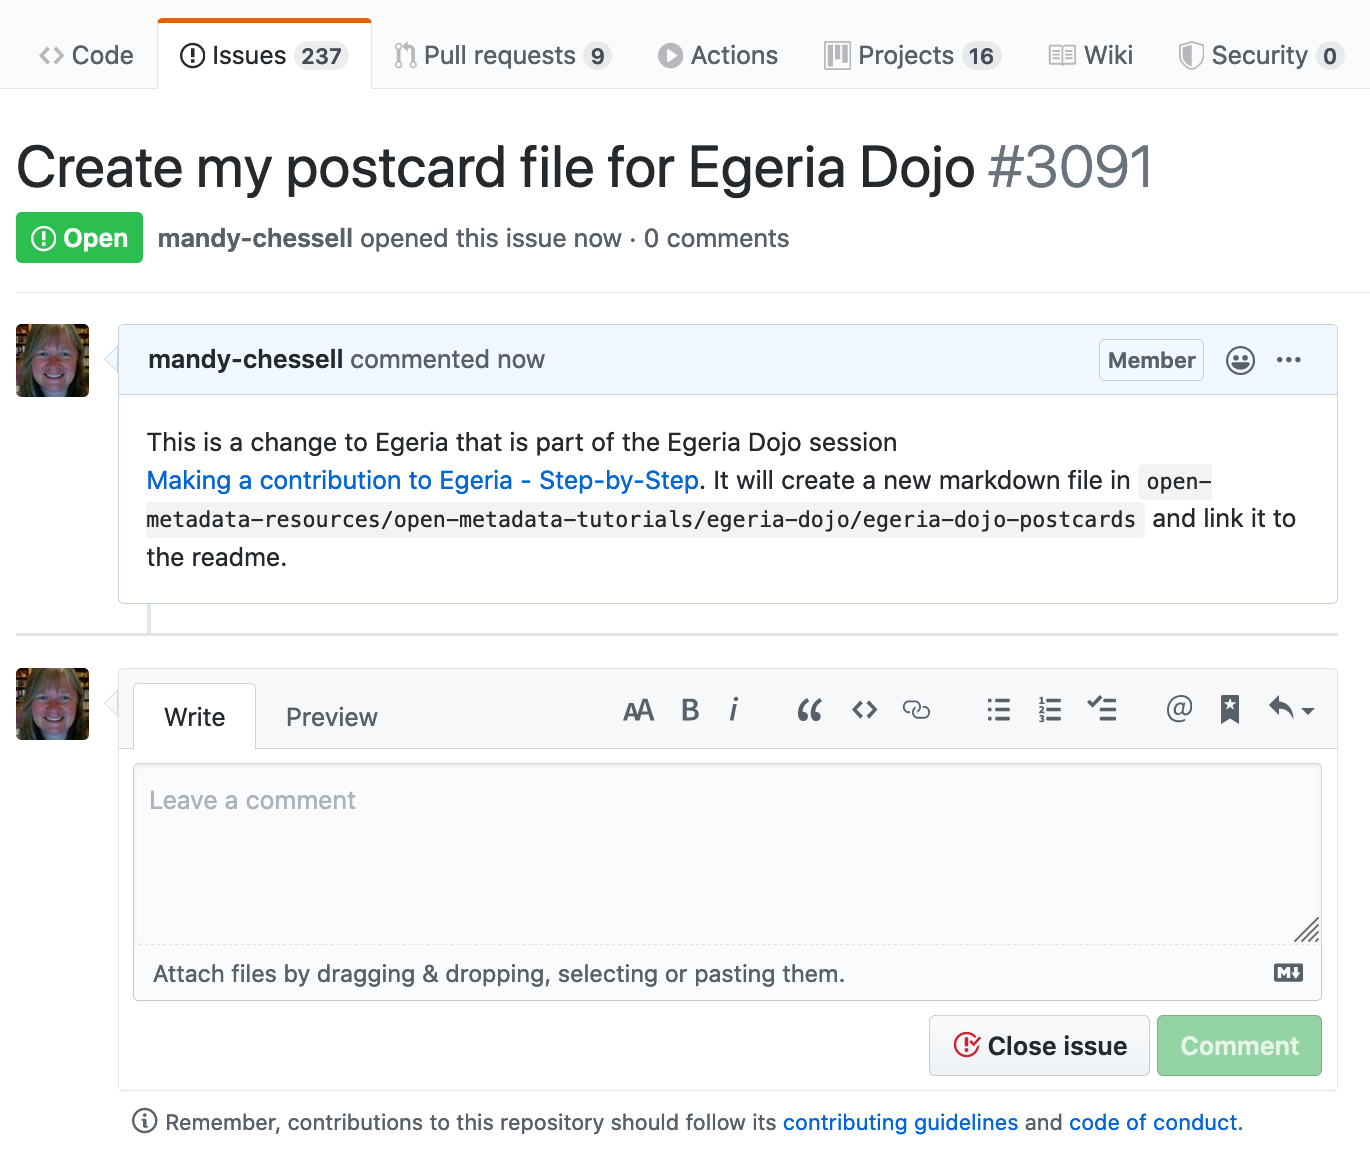 Code Issues 237 Pull requests 9 Actions Projects 16 Wiki Security 0
Create my postcard file for Egeria Dojo #3091
Open mandy-chessell opened this issue now · 0 comments
mandy-chessell commented now Member
This is a change to Egeria that is part of the Egeria Dojo session
Making a contribution to Egeria - Step-by-Step. It will create a new markdown file in open-
metadata-resources/open-metadata-tutorials/egeria-dojo/egeria-dojo-postcards and link it to
the readme.
Write Preview
Leave a comment
Attach files by dragging & dropping, selecting or pasting them.
Close issue Comment
Remember, contributions to this repository should follow its contributing guidelines and code of conduct.